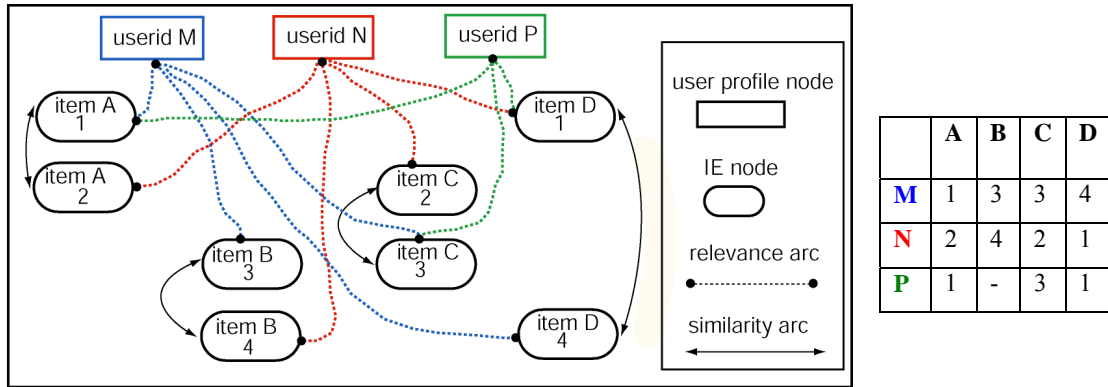 userid M
userid N
userid P
item A
1
item A
2
item B
3
item B
4
item C
2
item C
3
item D
1
item D
4
user profile node
IE node
relevance arc
similarity arc
A B C D
M 1 3 3 4
N 2 4 2 1
P 1 - 3 1